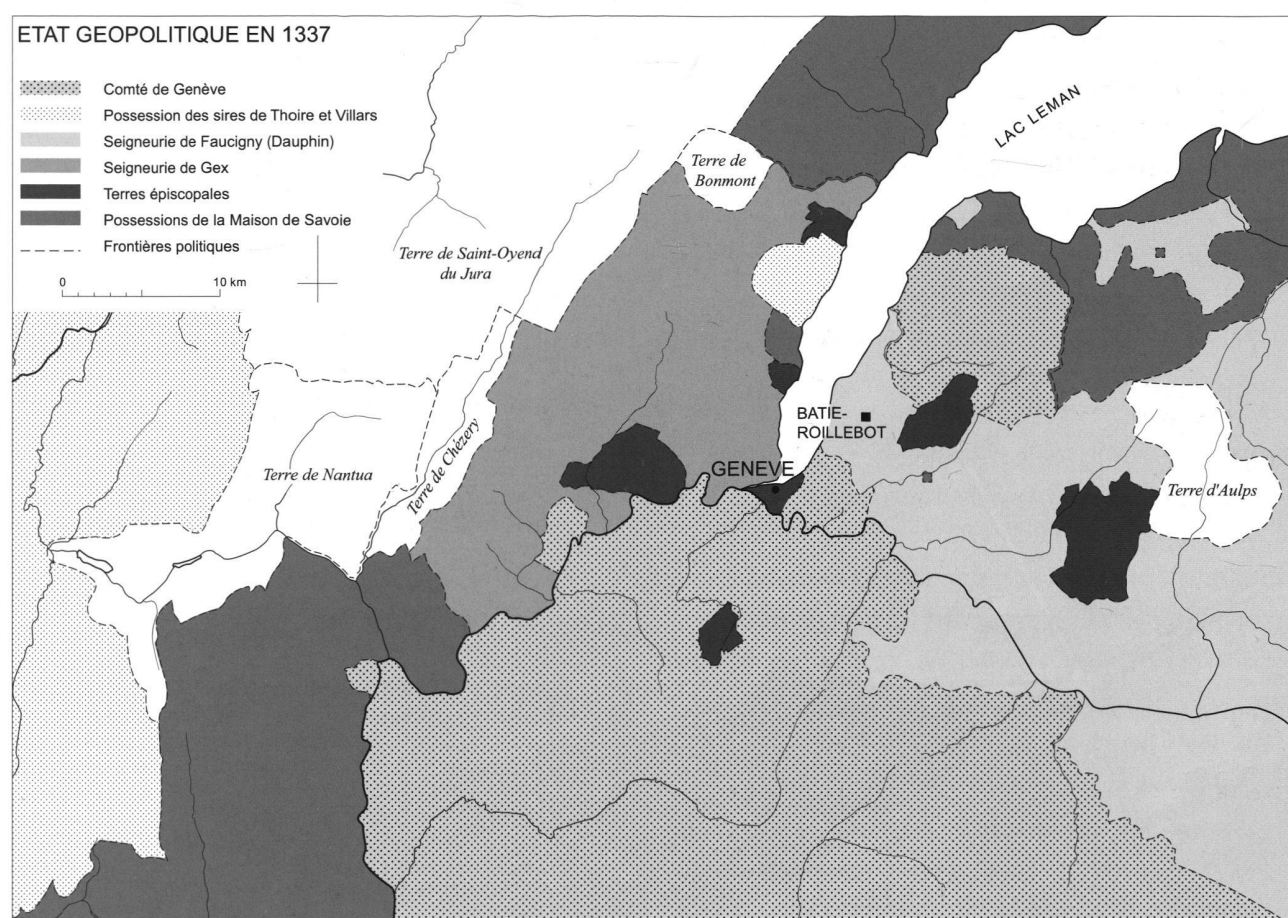 ETAT GEOPOLITIQUE EN 1337
Comté de Genève
Possession des sires de Thoire et Villars
Seigneurie de Faucigny (Dauphin)
Seigneurie de Gex
Terres épiscopales
Possessions de la Maison de Savoie
Frontières politiques
0 10 km
LAC LEMAN
Terre de
Bonmont
Terre de Saint-Oyend
du Jura
BATIE-
ROILLEBOT
GENEVE
Terre de Nantua
Terre de Chézery
Terre d'Aulps